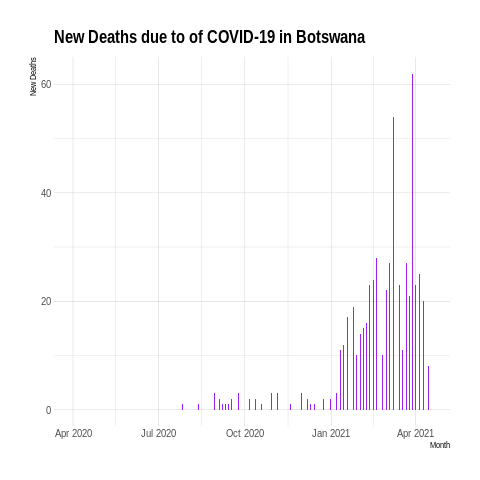 New Deaths due to of COVID-19 in Botswana
New Deaths
60
40
20
0
Apr 2020
Jul 2020
Oct 2020
Jan 2021
Apr 2021
Month